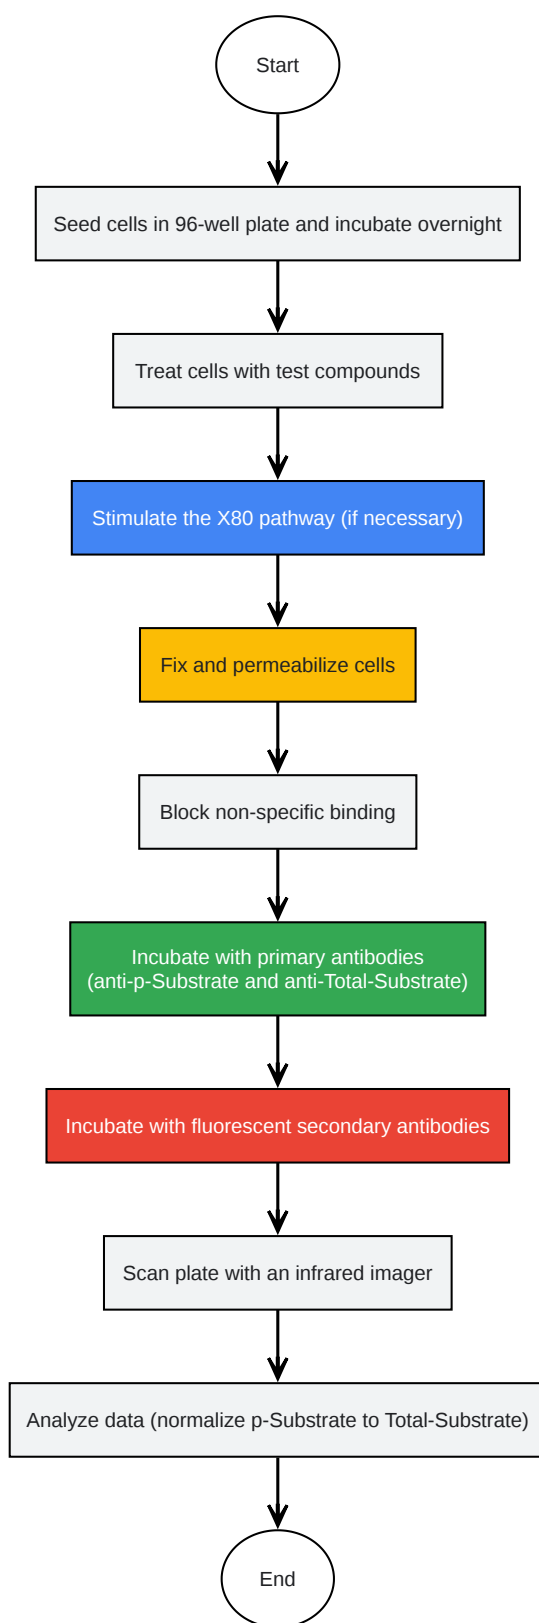 Start
Seed cells in 96-well plate and incubate overnight
Treat cells with test compounds
Stimulate the X80 pathway (if necessary)
Fix and permeabilize cells
Block non-specific binding
Incubate with primary antibodies
(anti-p-Substrate and anti-Total-Substrate)
Incubate with fluorescent secondary antibodies
Scan plate with an infrared imager
Analyze data (normalize p-Substrate to Total-Substrate)
End